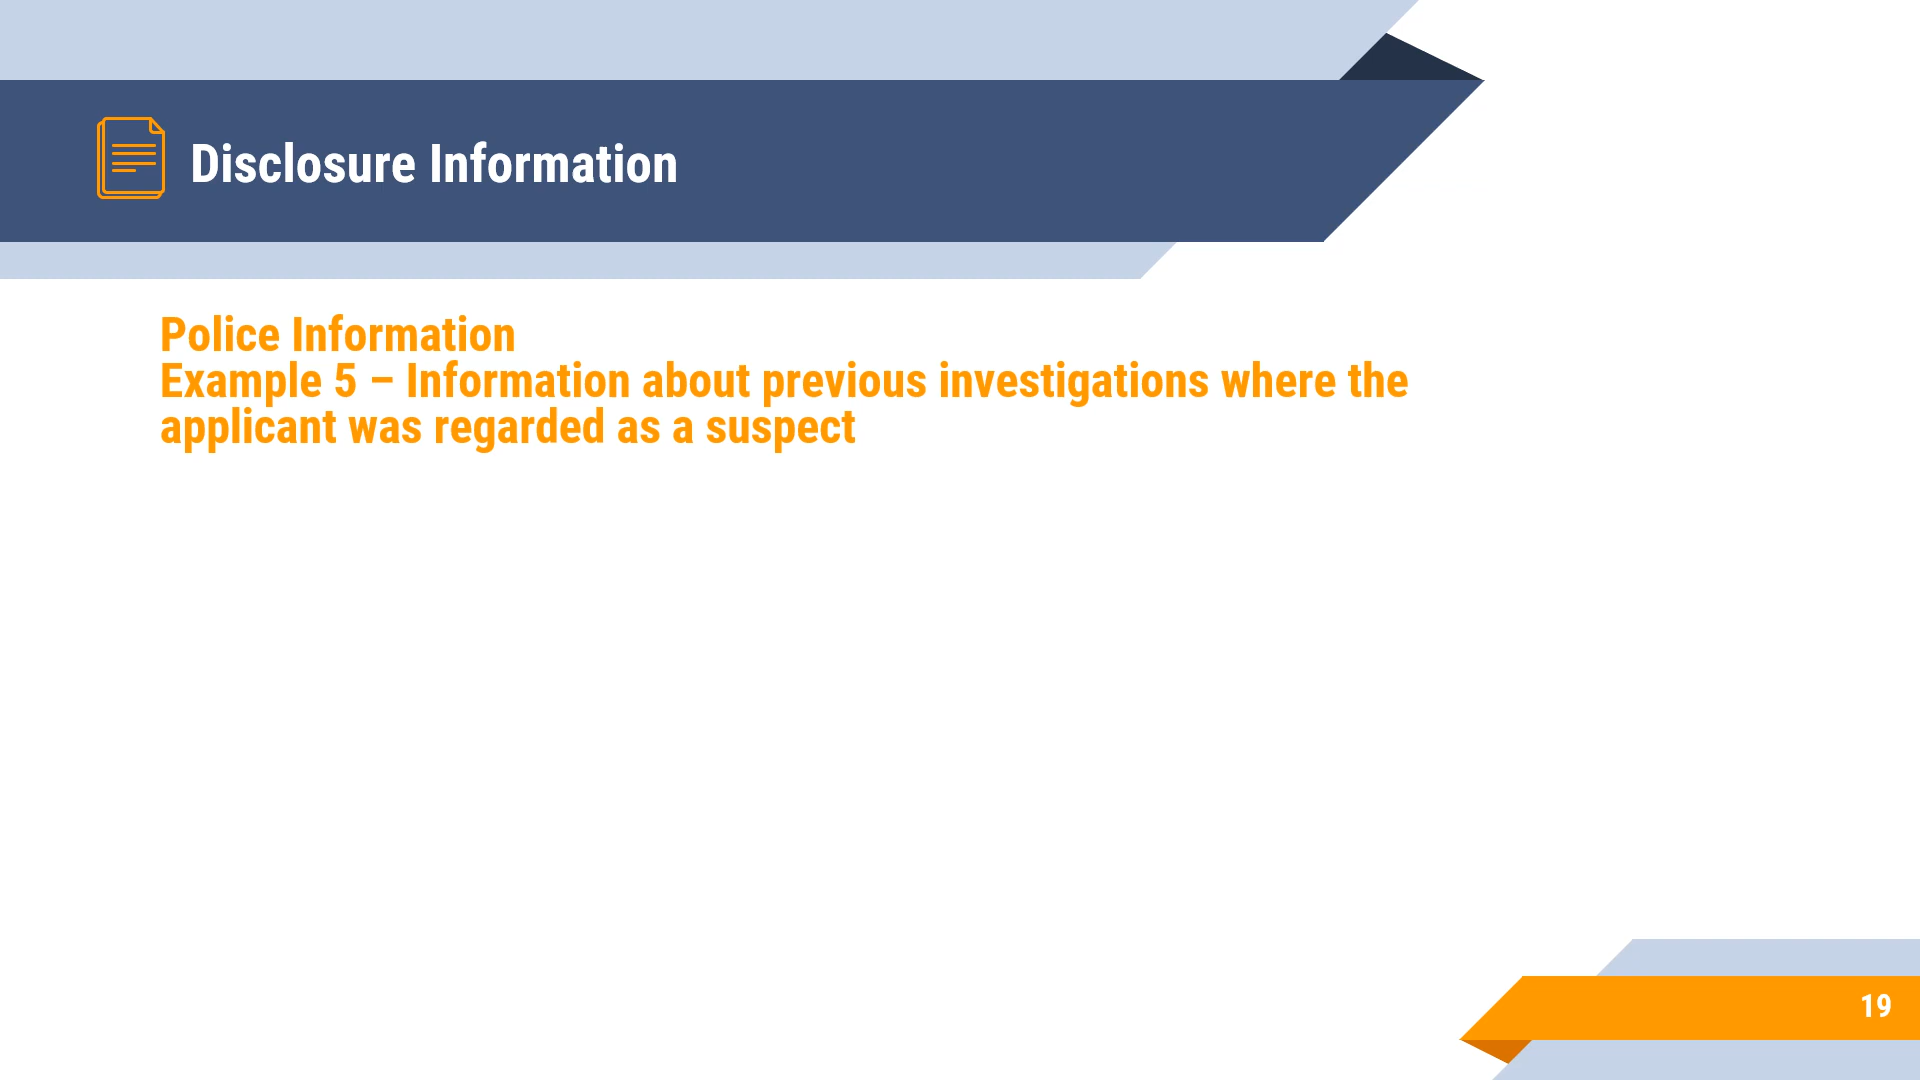 Disclosure Information
Police Information
Example 5 – Information about previous investigations where the
applicant was regarded as a suspect
19